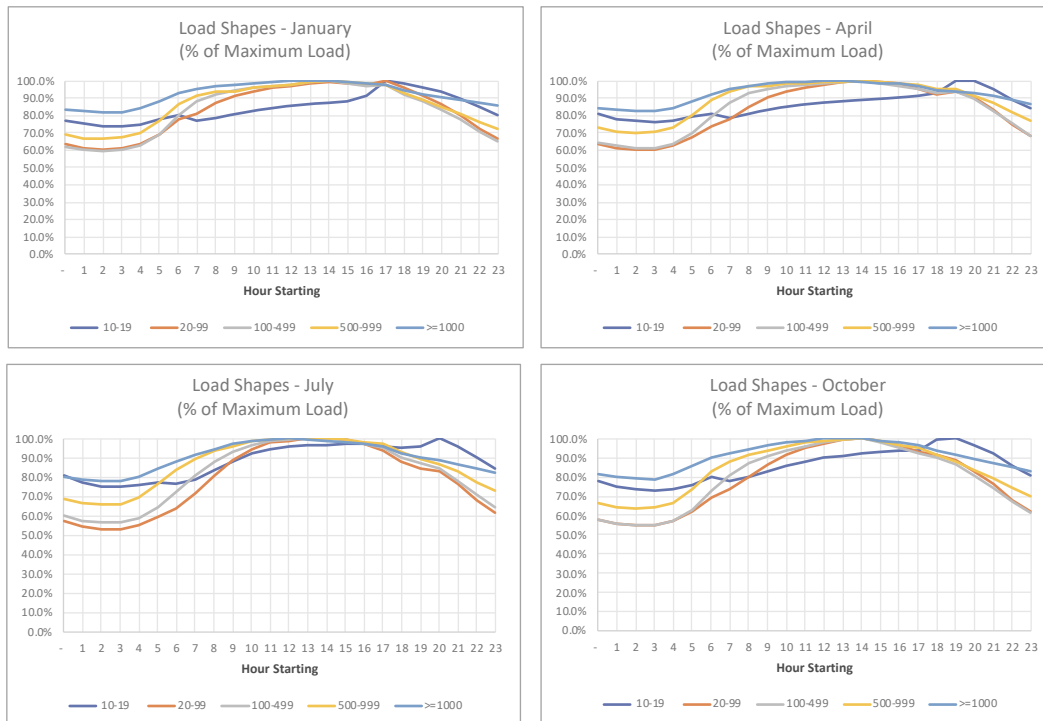 Load Shapes - January
(% of Maximum Load)
100.0%
90.0%
80.0%
70.0%
60.0%
50.0%
40.0%
30.0%
20.0%
10.0%
0.0%
- 1 2 3 4 5 6 7 8 9 10 11 12 13 14 15 16 17 18 19 20 21 22 23
Hour Starting
10-19 20-99 100-499 500-999 >=1000
Load Shapes - April
(% of Maximum Load)
100.0%
90.0%
80.0%
70.0%
60.0%
50.0%
40.0%
30.0%
20.0%
10.0%
0.0%
- 1 2 3 4 5 6 7 8 9 10 11 12 13 14 15 16 17 18 19 20 21 22 23
Hour Starting
10-19 20-99 100-499 500-999 >=1000
Load Shapes - July
(% of Maximum Load)
100.0%
90.0%
80.0%
70.0%
60.0%
50.0%
40.0%
30.0%
20.0%
10.0%
0.0%
- 1 2 3 4 5 6 7 8 9 10 11 12 13 14 15 16 17 18 19 20 21 22 23
Hour Starting
10-19 20-99 100-499 500-999 >=1000
Load Shapes - October
(% of Maximum Load)
100.0%
90.0%
80.0%
70.0%
60.0%
50.0%
40.0%
30.0%
20.0%
10.0%
0.0%
- 1 2 3 4 5 6 7 8 9 10 11 12 13 14 15 16 17 18 19 20 21 22 23
Hour Starting
10-19 20-99 100-499 500-999 >=1000